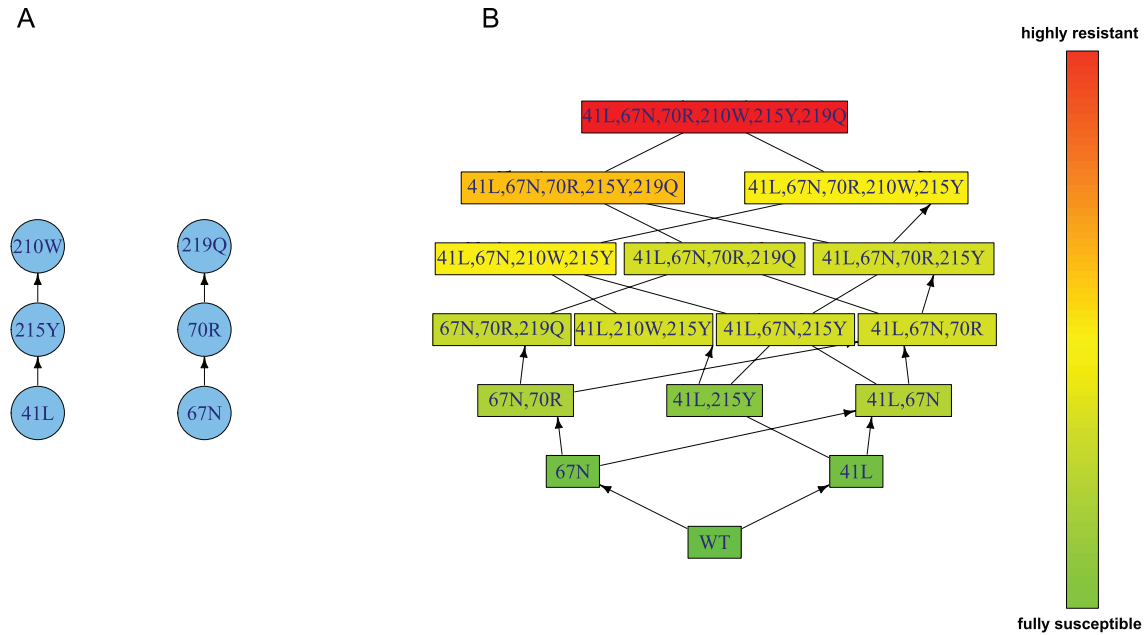 A
B
highly resistant
41L,67N,70R,210W,215Y,219Q
41L,67N,70R,215Y,219Q
41L,67N,70R,210W,215Y
210W
219Q
41L,67N,210W,215Y
41L,67N,70R,219Q
41L,67N,70R,215Y
215Y
70R
67N,70R,219Q
41L,210W,215Y
41L,67N,215Y
41L,67N,70R
41L
67N
67N,70R
41L,215Y
41L,67N
67N
41L
WT
fully susceptible